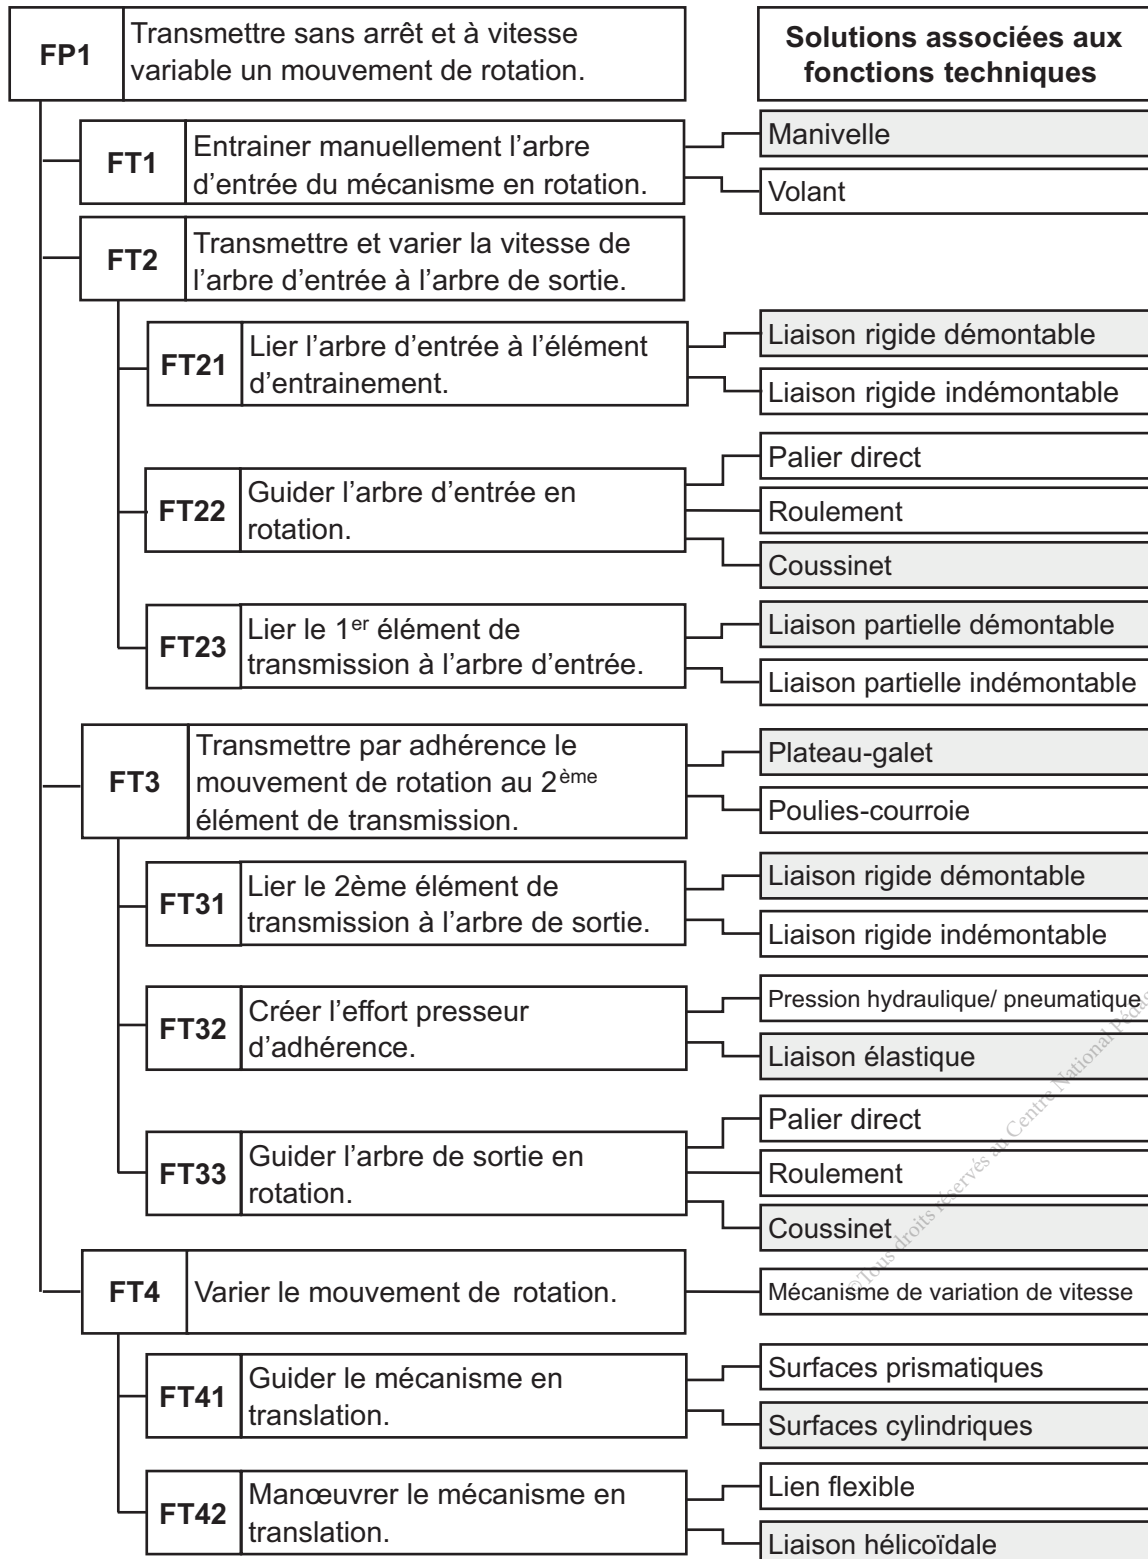 FP1
Transmettre sans arrêt et à vitesse
variable un mouvement de rotation.
Solutions associées aux
fonctions techniques
FT1
Entrainer manuellement l'arbre
d'entrée du mécanisme en rotation.
Manivelle
Volant
FT2
Transmettre et varier la vitesse de
l'arbre d'entrée à l'arbre de sortie.
FT21
Lier l'arbre d'entrée à l'élément
d'entrainement.
Liaison rigide démontable
Liaison rigide indémontable
FT22
Guider l'arbre d'entrée en
rotation.
Palier direct
Roulement
Coussinet
FT23
Lier le 1er élément de
transmission à l'arbre d'entrée.
Liaison partielle démontable
Liaison partielle indémontable
FT3
Transmettre par adhérence le
mouvement de rotation au 2ème
élément de transmission.
Plateau-galet
Poulies-courroie
FT31
Lier le 2ème élément de
transmission à l'arbre de sortie.
Liaison rigide démontable
Liaison rigide indémontable
FT32
Créer l'effort presseur
d'adhérence.
Pression hydraulique/ pneumatique
Liaison élastique
FT33
Guider l'arbre de sortie en
rotation.
Palier direct
Roulement
Coussinet
FT4
Varier le mouvement de rotation.
Mécanisme de variation de vitesse
FT41
Guider le mécanisme en
translation.
Surfaces prismatiques
Surfaces cylindriques
FT42
Manœuvrer le mécanisme en
translation.
Lien flexible
Liaison hélicoïdale
©Tous droits réservés au Centre National